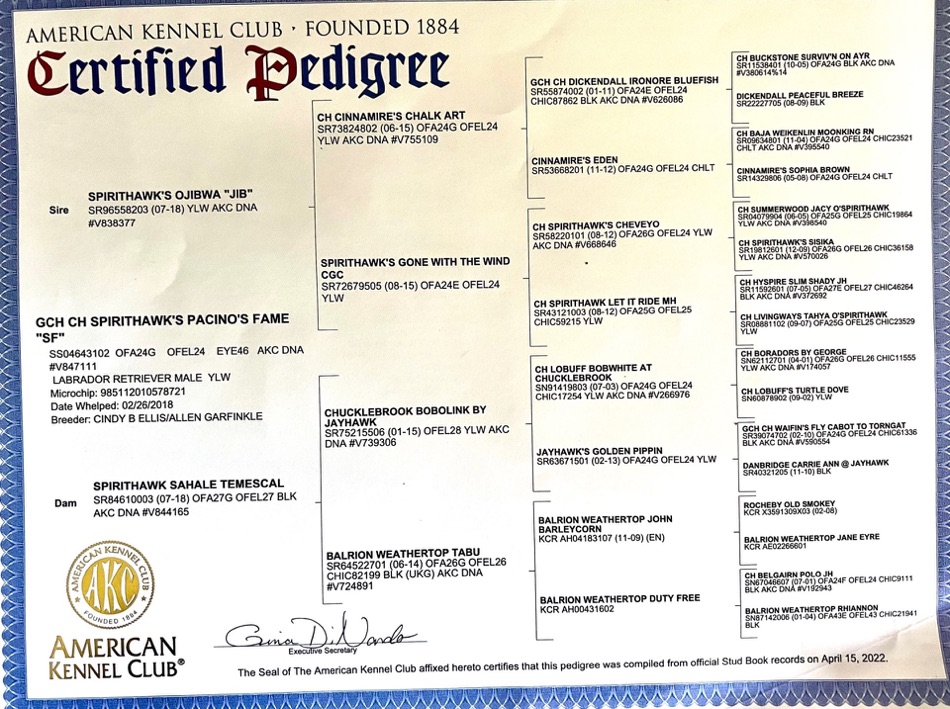 AMERICAN KENNEL CLUB · FOUNDED 1884
Certified Pedigree
Sire
SPIRITHAWK'S OJIBWA "JIB"
SR96558203 (07-18) YLW AKC DNA
#V838377
GCH CH SPIRITHAWK'S PACINO'S FAME
"SF"
SS04643102 OFA24G OFEL24 EYE46 AKC DNA
#V847111
LABRADOR RETRIEVER MALE YLW
Microchip: 985112010578721
Date Whelped: 02/26/2018
Breeder: CINDY B ELLIS/ALLEN GARFINKLE
Dam
SPIRITHAWK SAHALE TEMESCAL
SR84610003 (07-18) OFA27G OFEL27 BLK
AKC DNA #V844165
CH CINNAMIRE'S CHALK ART
SR73824802 (06-15) OFA24G OFEL24
YLW AKC DNA #V755109
SPIRITHAWK'S GONE WITH THE WIND
CGC
SR72679505 (08-15) OFA24E OFEL24
YLW
CHUCKLEBROOK BOBOLINK BY
JAYHAWK
SR75215506 (01-15) OFEL28 YLW AKC
DNA #V739306
BALRION WEATHERTOP TABU
SR64522701 (06-14) OFA26G OFEL26
CHIC82199 BLK (UKG) AKC DNA
#V724891
GCH CH DICKENDALL IRONORE BLUEFISH
SR55874002 (01-11) OFA24E OFEL24
CHIC87862 BLK AKC DNA #V626086
CINNAMIRE'S EDEN
SR53668201 (11-12) OFA24G OFEL24 CHLT
CH SPIRITHAWK'S CHEVEYO
SR58220101 (08-12) OFA26G OFEL24 YLW
AKC DNA #V668646
CH SPIRITHAWK LET IT RIDE MH
SR43121003 (08-12) OFA25G OFEL25
CHIC59215 YLW
CH LOBUFF BOBWHITE AT
CHUCKLEBROOK
SN91419803 (07-03) OFA24G OFEL24
CHIC17254 YLW AKC DNA #V266976
JAYHAWK'S GOLDEN PIPPIN
SR63671501 (02-13) OFA24G OFEL24 YLW
BALRION WEATHERTOP JOHN
BARLEYCORN
KCR AH04183107 (11-09) (EN)
BALRION WEATHERTOP DUTY FREE
KCR AH00431602
CH BUCKSTONE SURVIV'N ON AYR
SR11538401 (10-05) OFA24G BLK AKC DNA
#V380614%14
DICKENDALL PEACEFUL BREEZE
SR22227705 (08-09) BLK
CH BAJA WEIKENLIN MOONKING RN
SR09634801 (11-04) OFA24G OFEL24 CHIC23521
CHLT AKC DNA #V395540
CINNAMIRE'S SOPHIA BROWN
SR14329806 (05-08) OFA24G OFEL24 CHLT
CH SUMMERWOOD JACY O'SPIRITHAWK
SR04079904 (06-05) OFA25G OFEL25 CHIC19864
YLW AKC DNA #V398540
CH SPIRITHAWK'S SISIKA
SR19812601 (12-09) OFA26G OFEL26 CHIC36158
YLW AKC DNA #V570026
CH HYSPIRE SLIM SHADY JH
SR11592601 (07-05) OFA27E OFEL27 CHIC46264
BLK AKC DNA #V372692
CH LIVINGWAYS TAHYA O'SPIRITHAWK
SR08881102 (09-07) OFA25G OFEL25 CHIC23529
YLW
CH BORADORS BY GEORGE
SN62112701 (04-01) OFA26G OFEL26 CHIC11555
YLW AKC DNA #V174057
CH LOBUFF'S TURTLE DOVE
SN60878902 (09-02) YLW
GCH CH WAIFIN'S FLY CABOT TO TORNGAT
SR39074702 (02-10) OFA24G OFEL24 CHIC61336
BLK AKC DNA #V590554
DANBRIDGE CARRIE ANN @ JAYHAWK
SR40321205 (11-10) BLK
ROCHEBY OLD SMOKEY
KCR X3591309X03 (02-08)
BALRION WEATHERTOP JANE EYRE
KCR AE02266601
CH BELGAIRN POLO JH
SN67046607 (07-01) OFA24F OFEL24 CHIC9111
BLK AKC DNA #V192943
BALRION WEATHERTOP RHIANNON
SN87142006 (01-04) OFA43E OFEL43 CHIC21941
BLK
AMERICAN KENNEL CLUB
AKC
FOUNDED 1884
AMERICAN
KENNEL CLUB®
Gina DiNardo
Executive Secretary
The Seal of The American Kennel Club affixed hereto certifies that this pedigree was compiled from official Stud Book records on April 15, 2022.